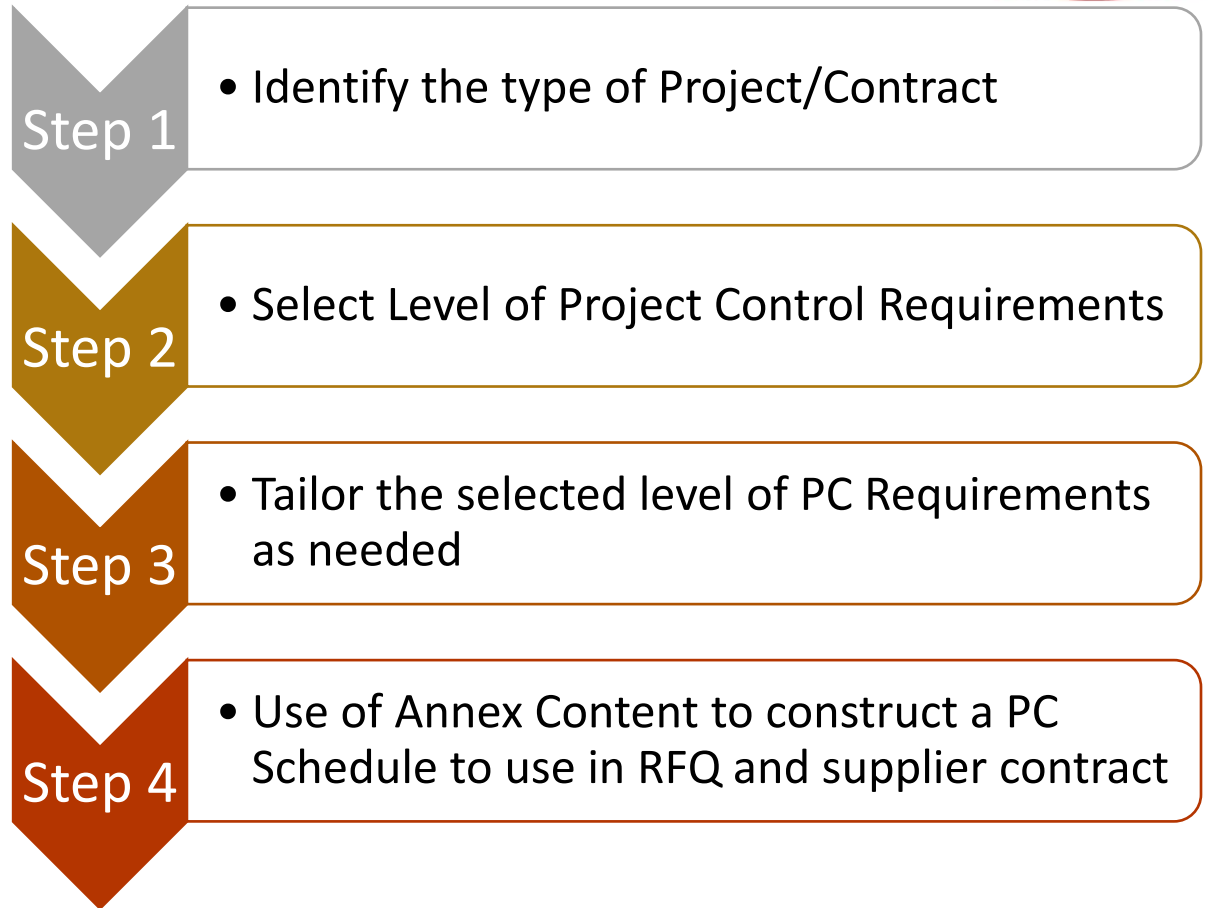 Step 1
• Identify the type of Project/Contract
Step 2
• Select Level of Project Control Requirements
Step 3
• Tailor the selected level of PC Requirements
as needed
Step 4
• Use of Annex Content to construct a PC
Schedule to use in RFQ and supplier contract